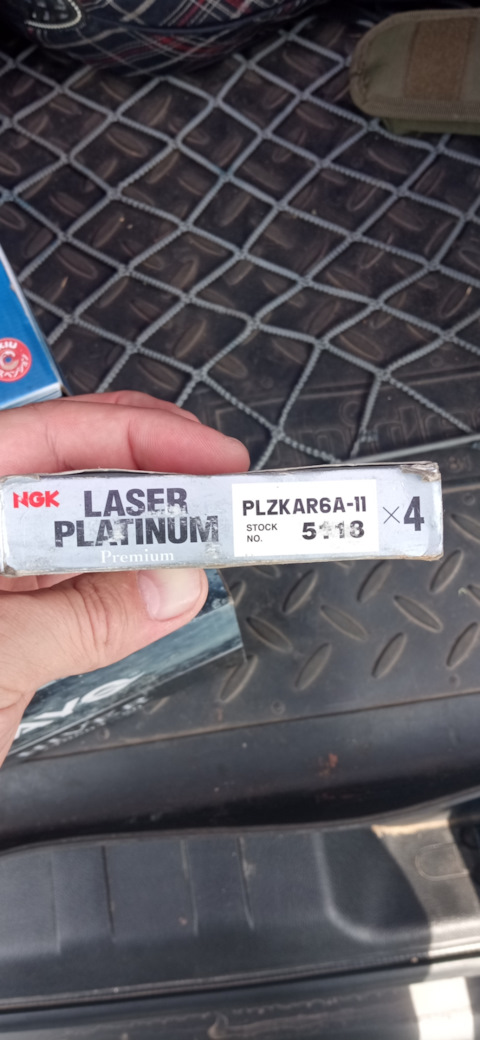 NGK
LASER
PLATINUM
Premium
PLZKAR6A-11
STOCK
NO.
5118
×4